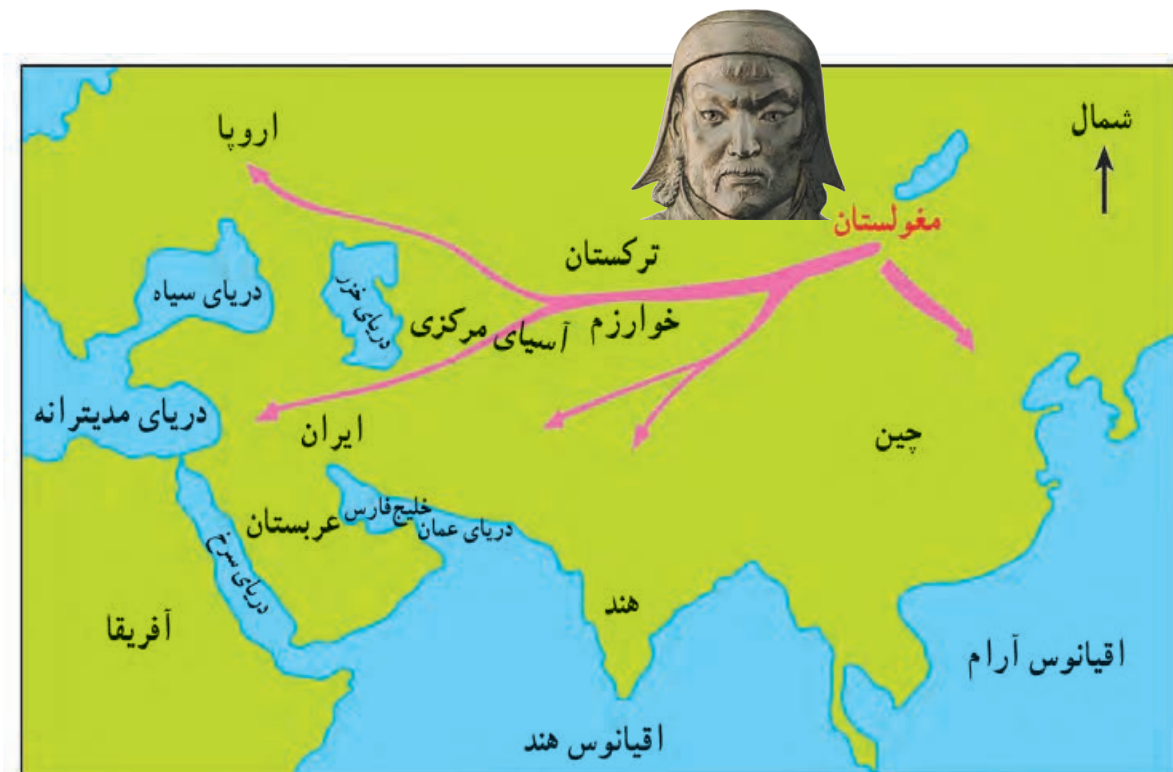 شمال
اروپا
مغولستان
ترکستان
دریای سیاه
دریای خزر
خوارزم
آسیای مرکزی
دریای مدیترانه
ایران
چین
خلیج‌فارس
دریای عمان
عربستان
دریای سرخ
هند
آفریقا
اقیانوس آرام
اقیانوس هند